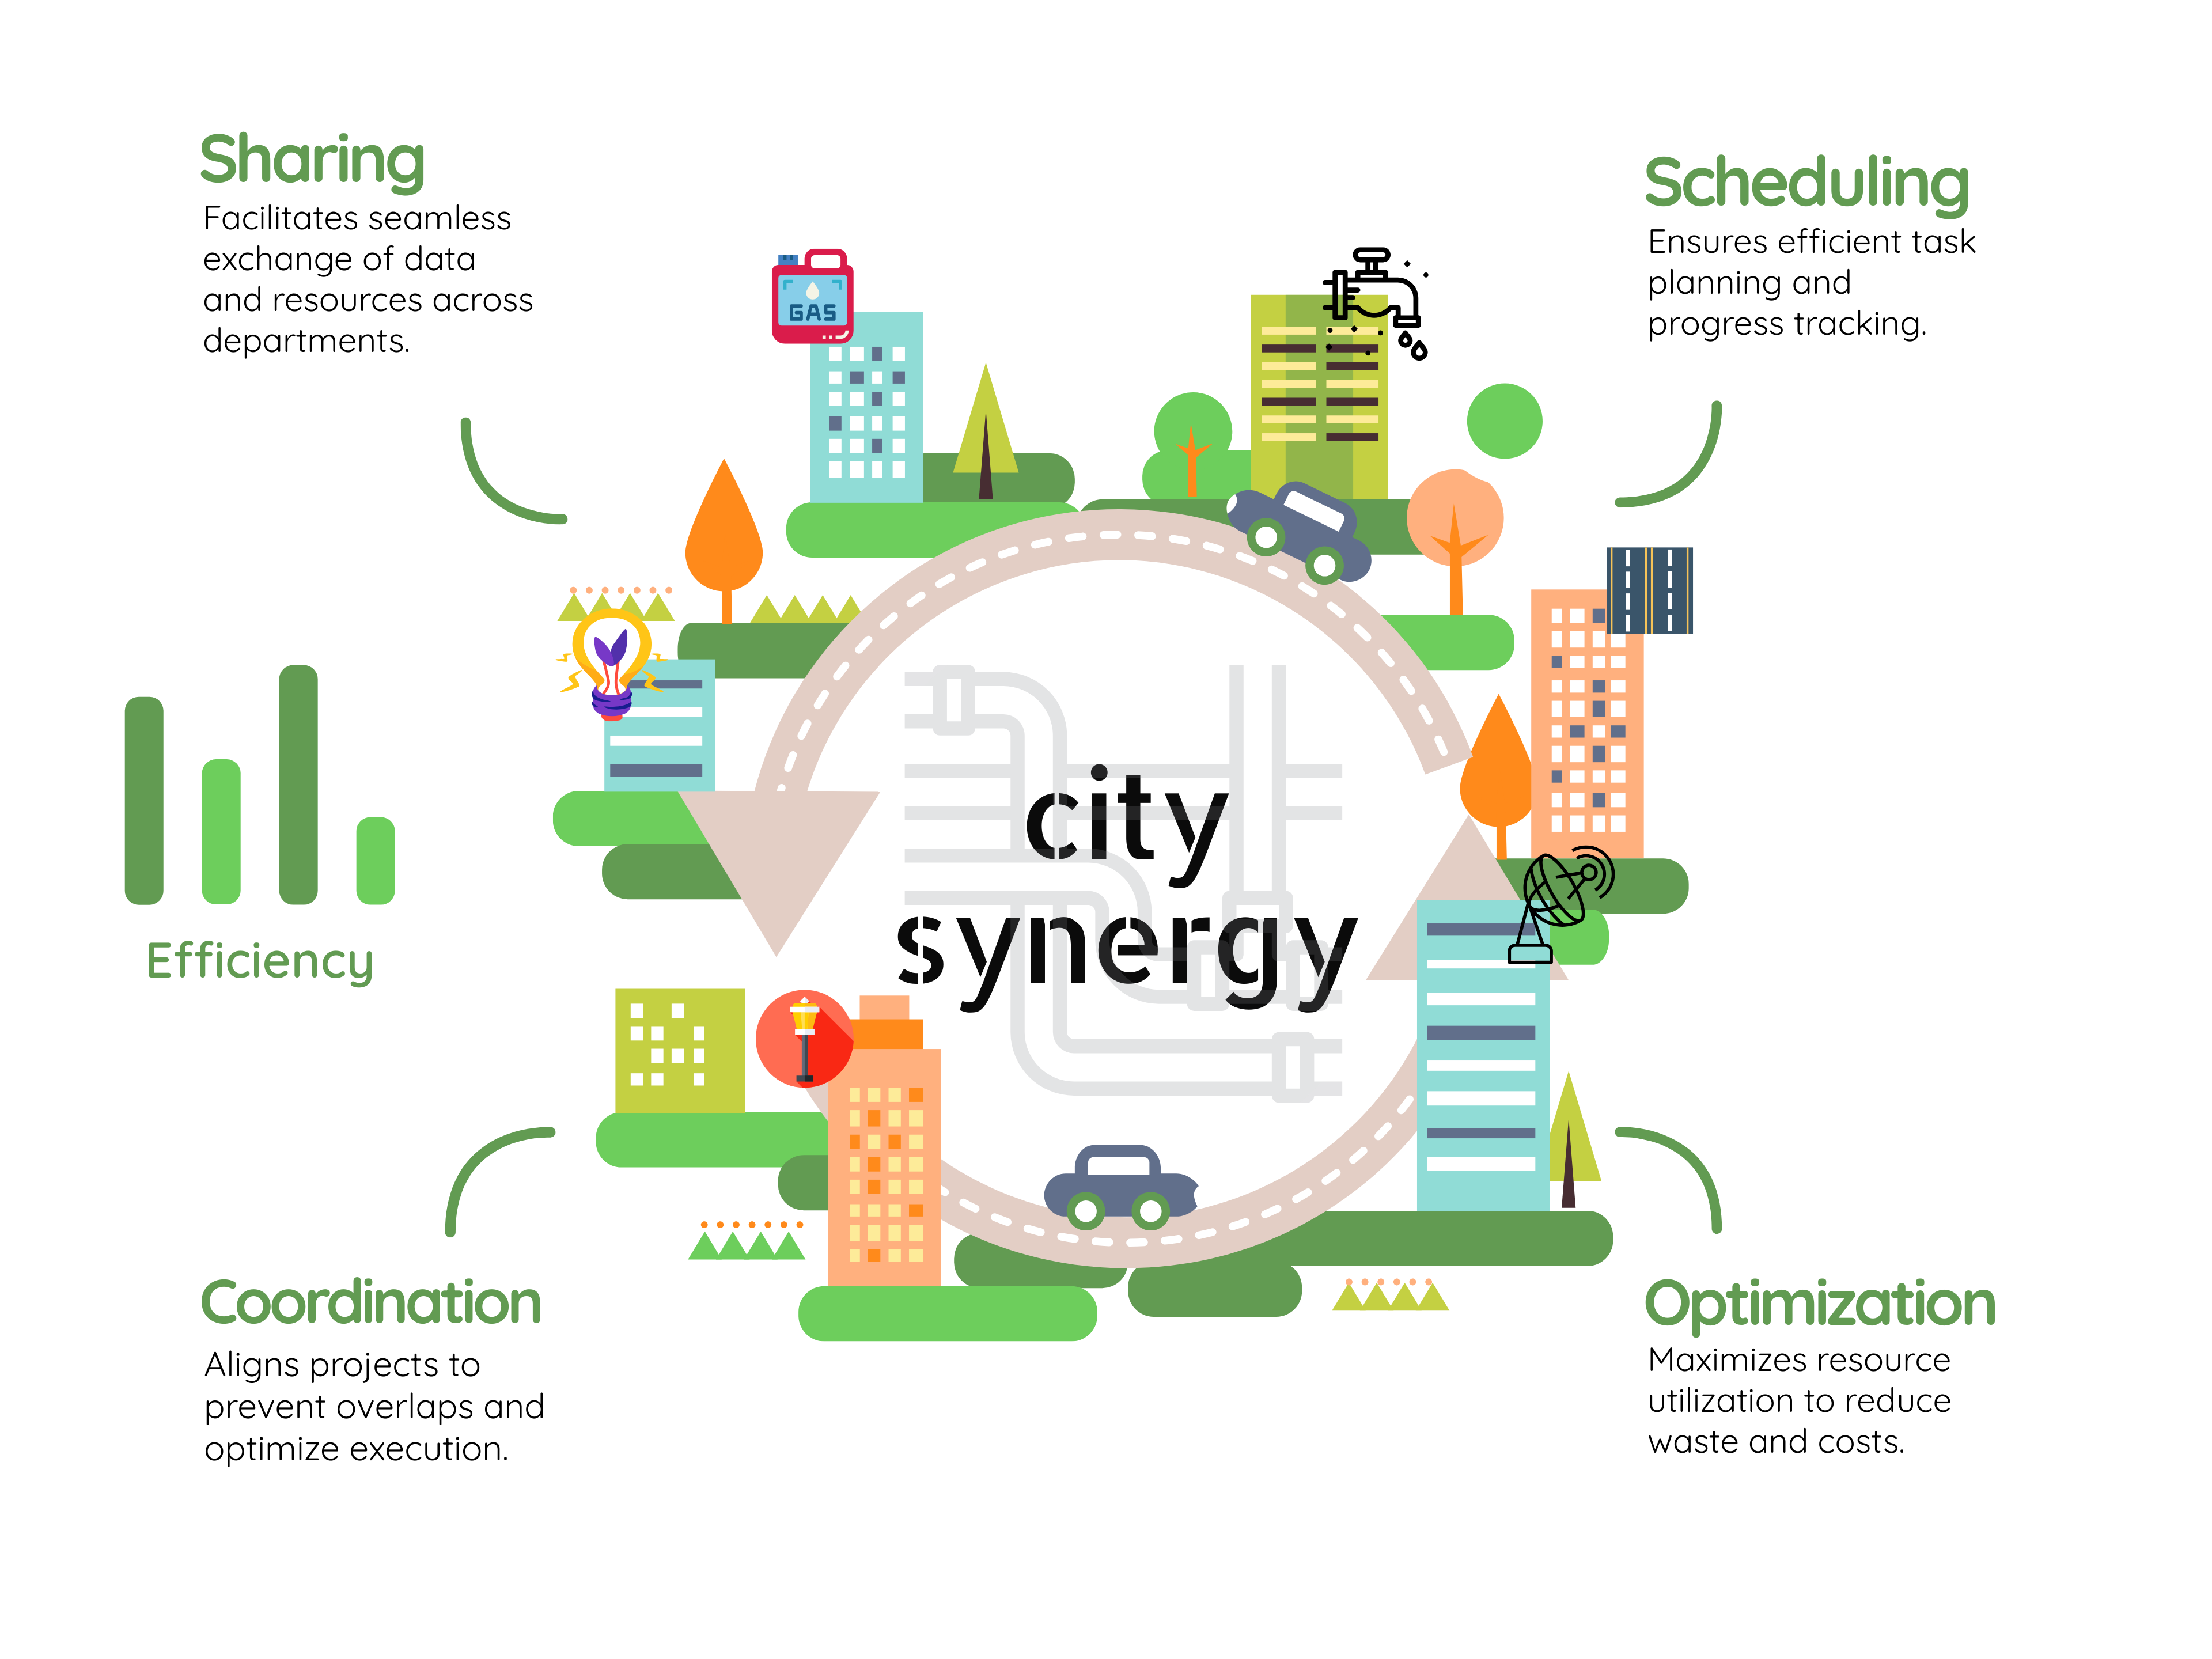 Sharing
Facilitates seamless
exchange of data
and resources across
departments.
Scheduling
Ensures efficient task
planning and
progress tracking.
GAS
city
synergy
Efficiency
Coordination
Aligns projects to
prevent overlaps and
optimize execution.
Optimization
Maximizes resource
utilization to reduce
waste and costs.